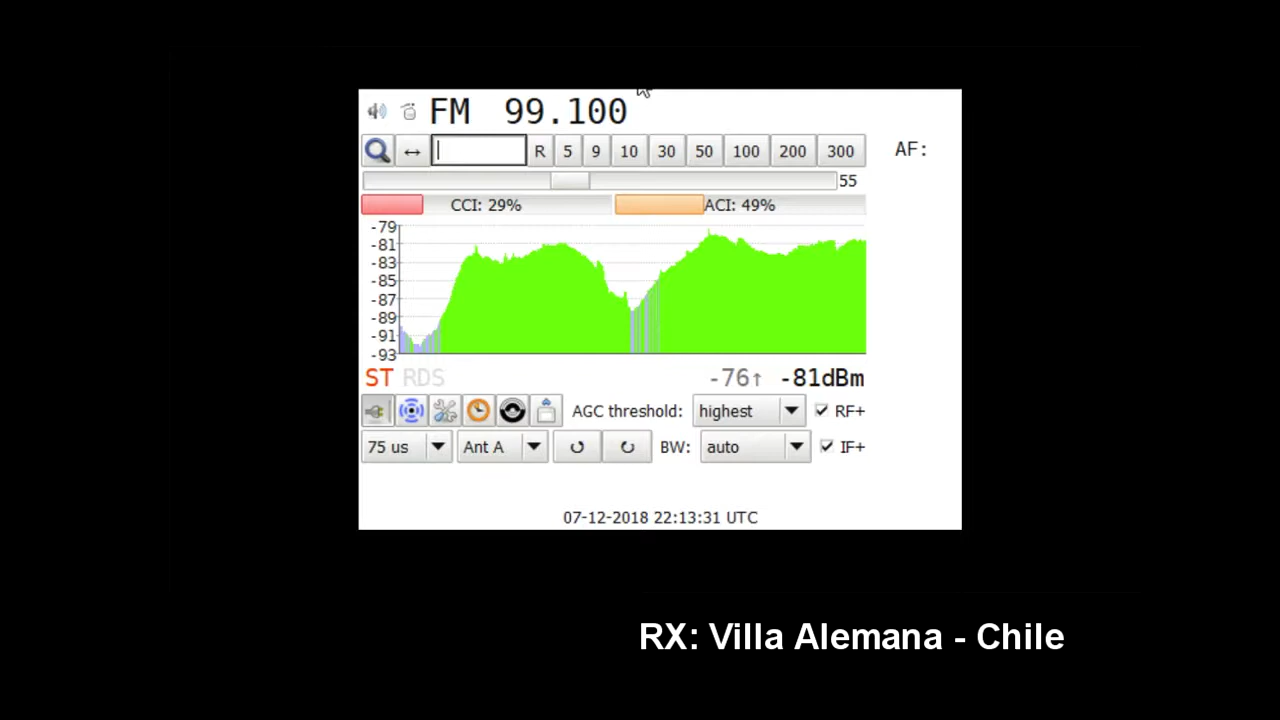 FM 99.100
R 5 9 10 30 50 100 200 300 AF:
55
CCI: 29% ACI: 49%
-79
-81
-83
-85
-87
-89
-91
-93
ST RDS -76↑ -81dBm
AGC threshold: highest RF+
75 us Ant A BW: auto IF+
07-12-2018 22:13:31 UTC
RX: Villa Alemana - Chile